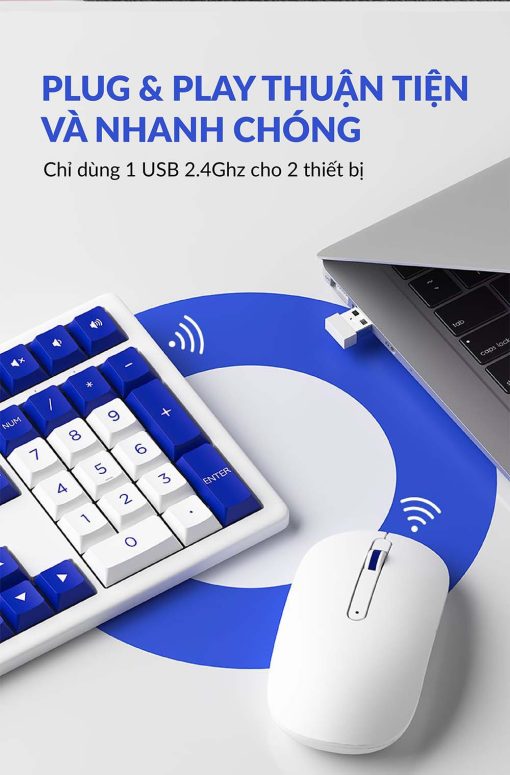 PLUG & PLAY THUẬN TIỆN
VÀ NHANH CHÓNG
Chỉ dùng 1 USB 2.4Ghz cho 2 thiết bị
tab
caps lock
NUM
/
*
-
7
8
9
+
4
5
6
1
2
3
ENTER
0
.